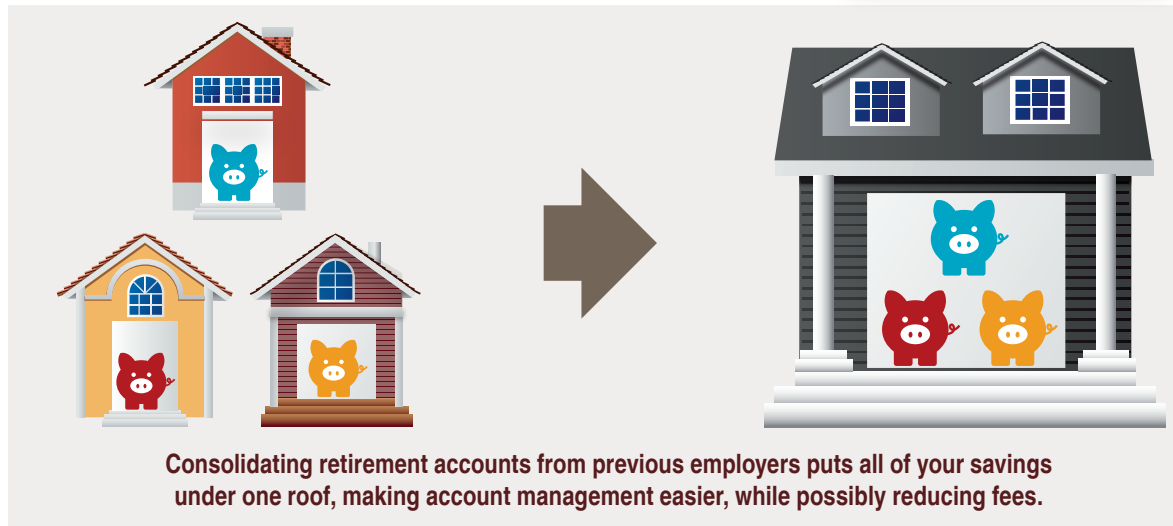 Consolidating retirement accounts from previous employers puts all of your savings
under one roof, making account management easier, while possibly reducing fees.